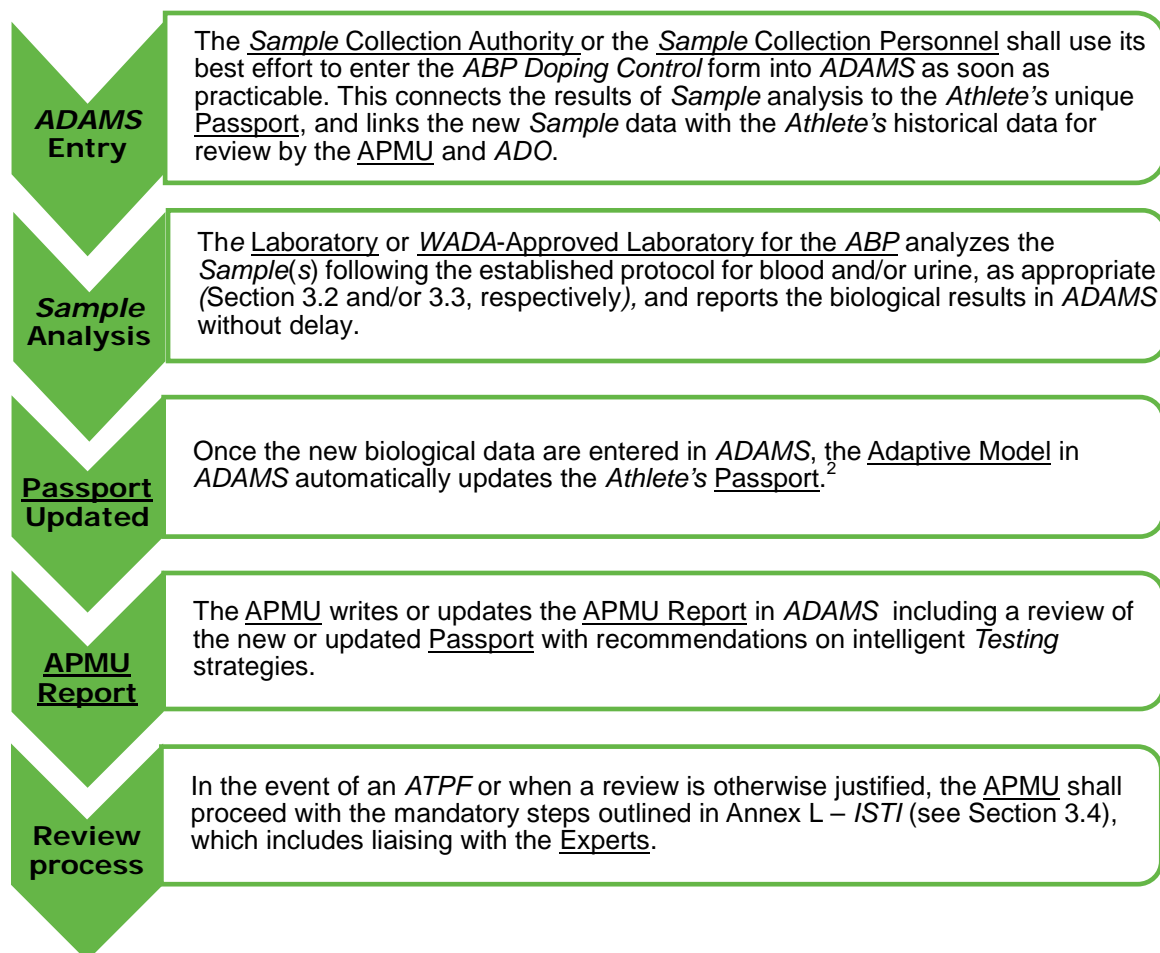 The Sample Collection Authority or the Sample Collection Personnel shall use its
best effort to enter the ABP Doping Control form into ADAMS as soon as
practicable. This connects the results of Sample analysis to the Athlete's unique
Passport, and links the new Sample data with the Athlete's historical data for
review by the APMU and ADO.
ADAMS
Entry
The Laboratory or WADA-Approved Laboratory for the ABP analyzes the
Sample(s) following the established protocol for blood and/or urine, as appropriate
(Section 3.2 and/or 3.3, respectively), and reports the biological results in ADAMS
without delay.
Sample
Analysis
Once the new biological data are entered in ADAMS, the Adaptive Model in
ADAMS automatically updates the Athlete's Passport.2
Passport
Updated
The APMU writes or updates the APMU Report in ADAMS including a review of
the new or updated Passport with recommendations on intelligent Testing
strategies.
APMU
Report
In the event of an ATPF or when a review is otherwise justified, the APMU shall
proceed with the mandatory steps outlined in Annex L – ISTI (see Section 3.4),
which includes liaising with the Experts.
Review
process